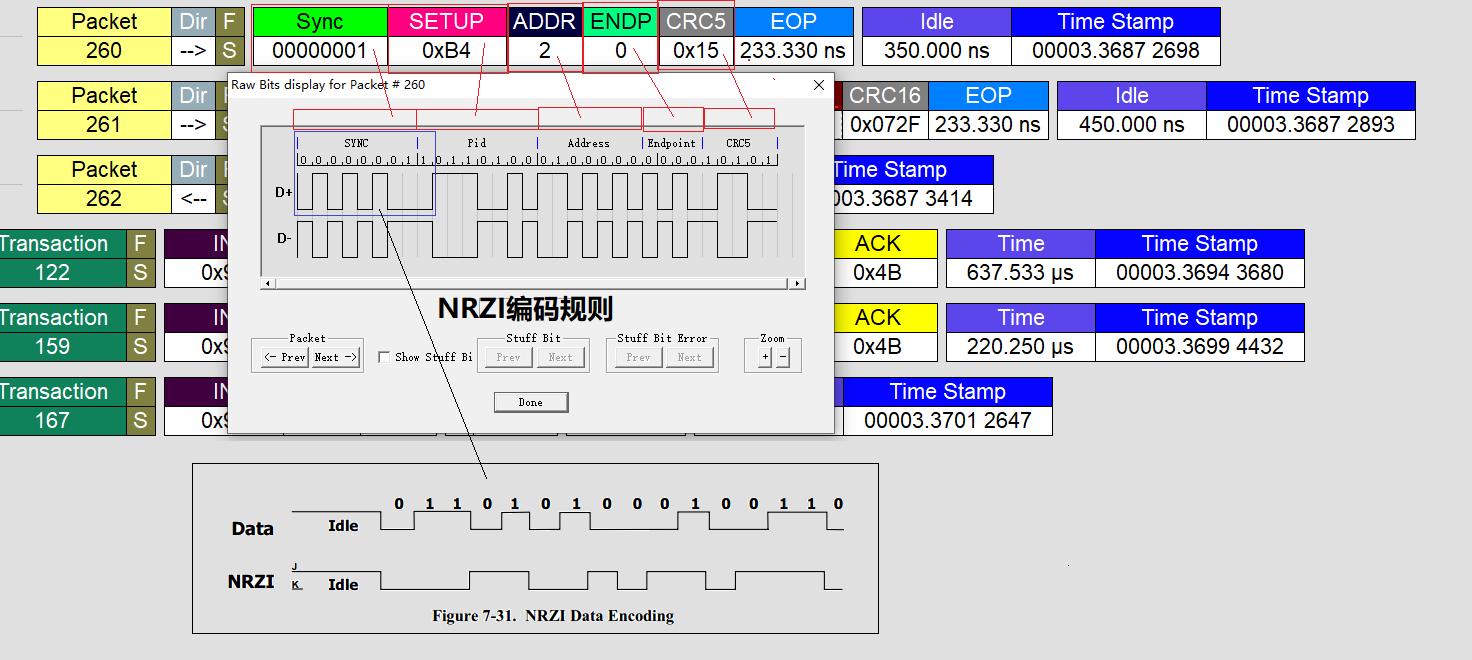 Packet Dir F Sync SETUP ADDR ENDP CRC5 EOP Idle Time Stamp
260 --> S 00000001 0xB4 2 0 0x15 233.330 ns 350.000 ns 00003.3687 2698
Raw Bits display for Packet # 260
Packet Dir CRC16 EOP Idle Time Stamp
261 --> 0x072F 233.330 ns 450.000 ns 00003.3687 2893
SYNC Pid Address Endpoint CRC5
0,0,0,0,0,0,0,1 1,0,1,1,0,1,0,0 0,1,0,0,0,0,0 0,0,0,0 1,0,1,0,1
Packet Dir Time Stamp
262 <-- 00003.3687 3414
D+
D-
Transaction F IN ACK Time Time Stamp
122 S 0x9 0x4B 637.533 µs 00003.3694 3680
NRZI编码规则
Transaction F IN ACK Time Time Stamp
159 S 0x9 0x4B 220.250 µs 00003.3699 4432
Packet Stuff Bit Stuff Bit Error Zoom
<- Prev Next -> Show Stuff Bi Prev Next Prev Next + -
Transaction F IN Time Stamp
167 S 0x9 00003.3701 2647
Done
0 1 1 0 1 0 1 0 0 0 1 0 0 1 1 0
Data Idle
J
NRZI K Idle
Figure 7-31. NRZI Data Encoding